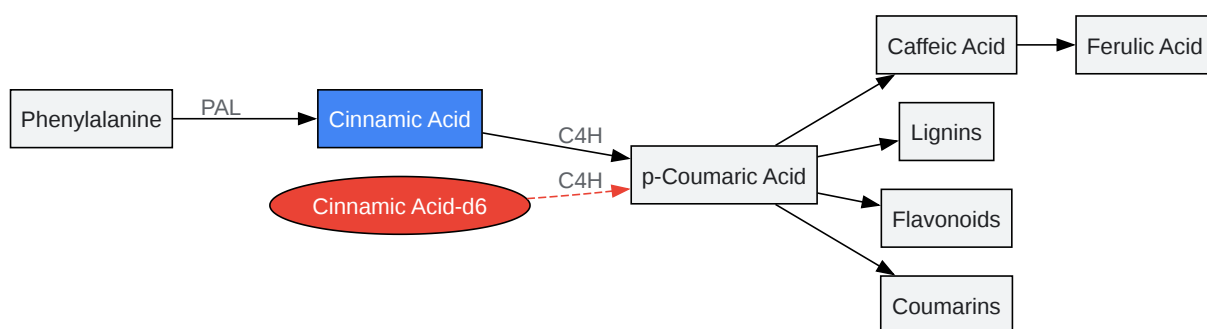 Phenylalanine
PAL
Cinnamic Acid
Cinnamic Acid-d6
C4H
C4H
p-Coumaric Acid
Caffeic Acid
Ferulic Acid
Lignins
Flavonoids
Coumarins